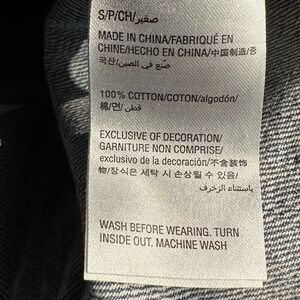 S/P/CH/صغير
MADE IN CHINA/FABRIQUÉ EN
CHINE/HECHO EN CHINA/中国制造/중
국산/صنع في الصين
100% COTTON/COTON/algodón/
棉/면/قطن
EXCLUSIVE OF DECORATION/
GARNITURE NON COMPRISE/
exclusivo de la decoración/不含装饰
物/장식은 세탁 시 손상될 수 있
باستثناء الزخرف
WASH BEFORE WEARING. TURN
INSIDE OUT. MACHINE WASH